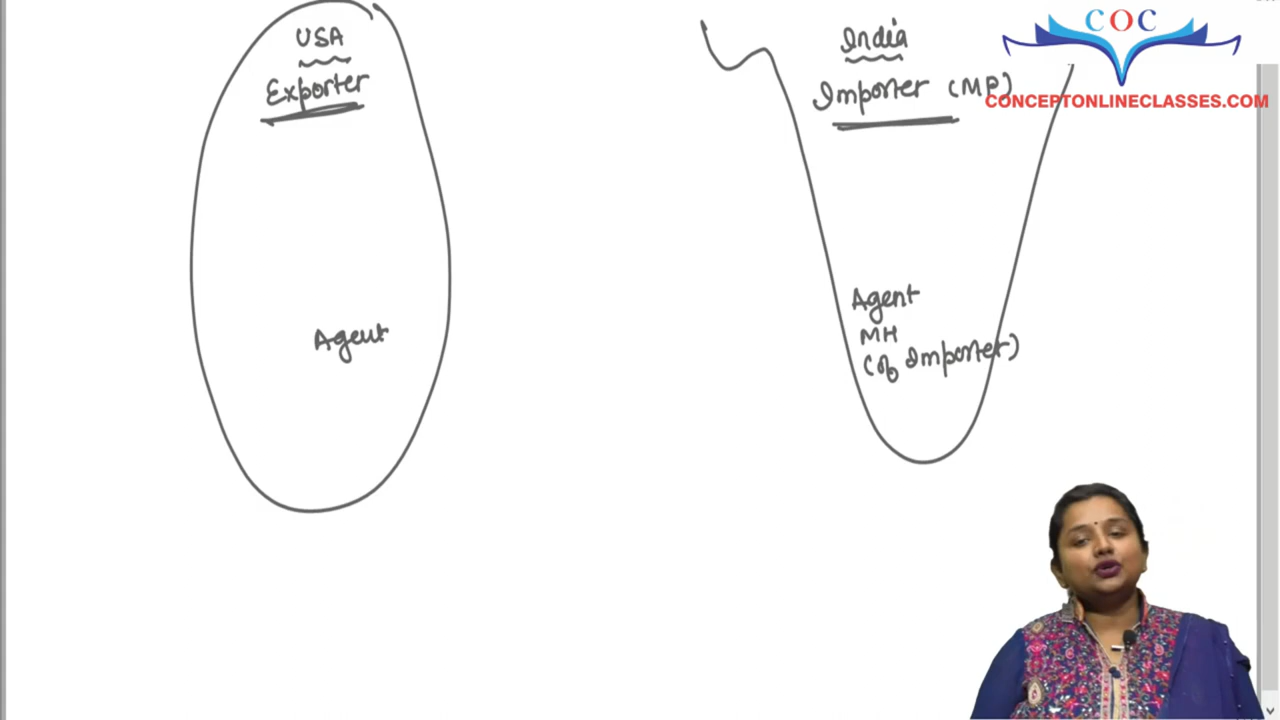 USA
Exporter
Agent
India
Importer (MP)
Agent
MH
(of Importer)
COC
CONCEPTONLINECLASSES.COM